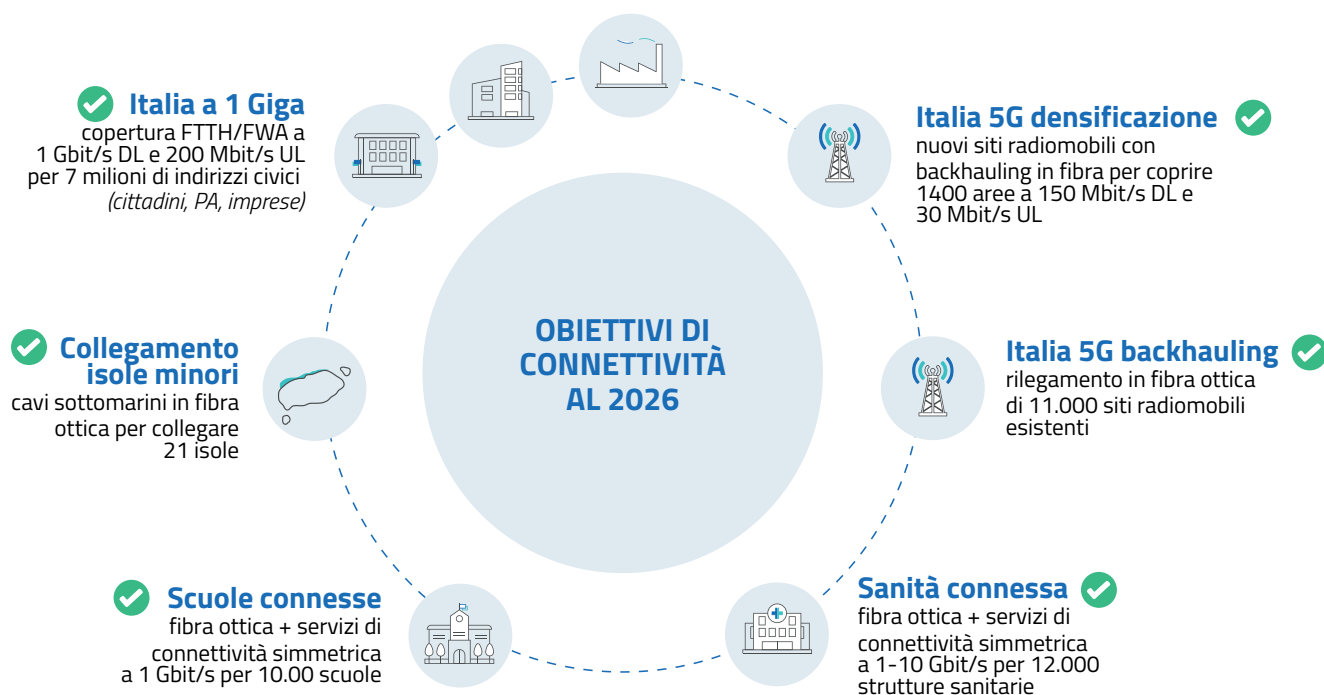 Italia a 1 Giga
copertura FTTH/FWA a
1 Gbit/s DL e 200 Mbit/s UL
per 7 milioni di indirizzi civici
(cittadini, PA, imprese)
Italia 5G densificazione
nuovi siti radiomobili con
backhauling in fibra per coprire
1400 aree a 150 Mbit/s DL e
30 Mbit/s UL
OBIETTIVI DI
CONNETTIVITÀ
AL 2026
Collegamento
isole minori
cavi sottomarini in fibra
ottica per collegare
21 isole
Italia 5G backhauling
rilegamento in fibra ottica
di 11.000 siti radiomobili
esistenti
Scuole connesse
fibra ottica + servizi di
connettività simmetrica
a 1 Gbit/s per 10.00 scuole
Sanità connessa
fibra ottica + servizi di
connettività simmetrica
a 1-10 Gbit/s per 12.000
strutture sanitarie